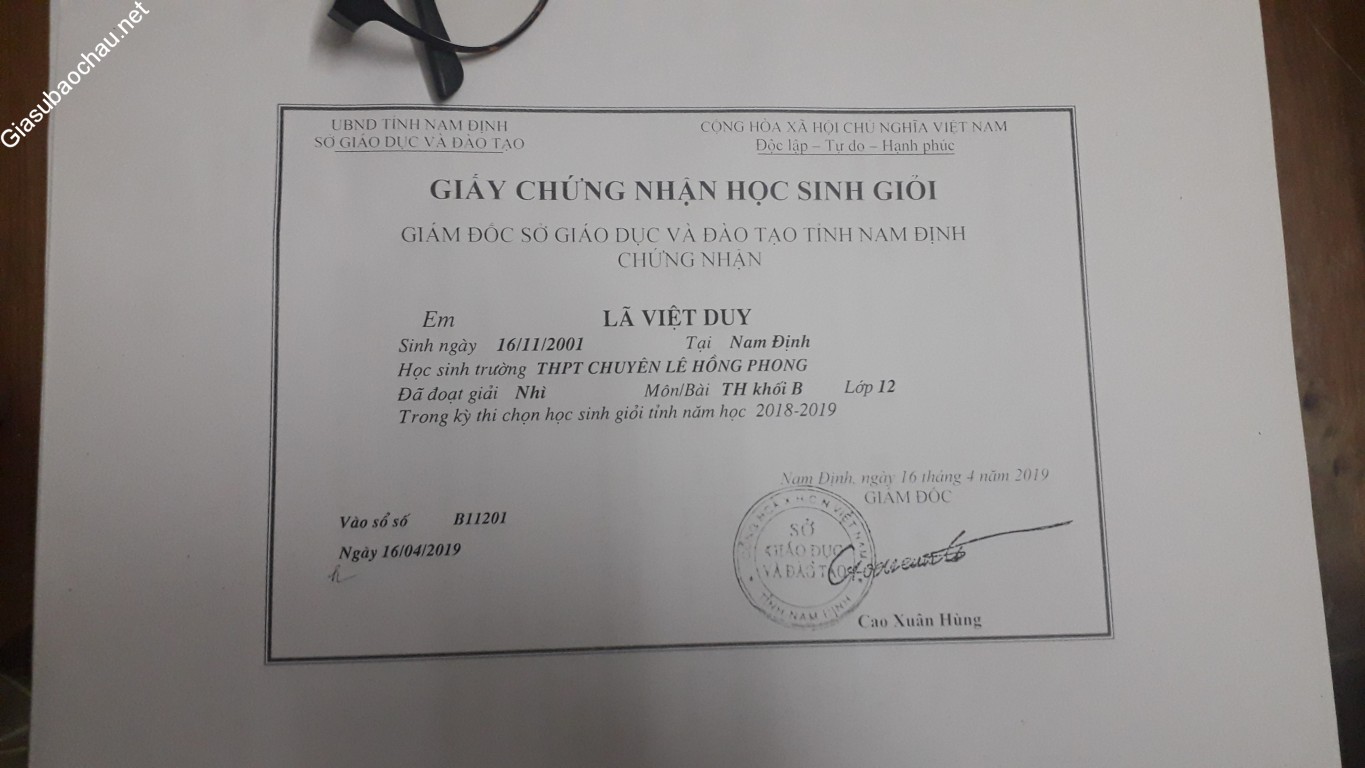 Giasubaochau.net
UBND TỈNH NAM ĐỊNH
SỞ GIÁO DỤC VÀ ĐÀO TẠO
CỘNG HÒA XÃ HỘI CHỦ NGHĨA VIỆT NAM
Độc lập – Tự do – Hạnh phúc
GIẤY CHỨNG NHẬN HỌC SINH GIỎI
GIÁM ĐỐC SỞ GIÁO DỤC VÀ ĐÀO TẠO TỈNH NAM ĐỊNH
CHỨNG NHẬN
Em LÃ VIỆT DUY
Sinh ngày 16/11/2001 Tại Nam Định
Học sinh trường THPT CHUYÊN LÊ HỒNG PHONG
Đã đoạt giải Nhì Môn/Bài TH khối B Lớp 12
Trong kỳ thi chọn học sinh giỏi tỉnh năm học 2018-2019
Nam Định, ngày 16 tháng 4 năm 2019
GIÁM ĐỐC
Vào sổ số B11201
Ngày 16/04/2019
SỞ
GIÁO DỤC
VÀ ĐÀO TẠO
TỈNH NAM ĐỊNH
Cao Xuân Hùng